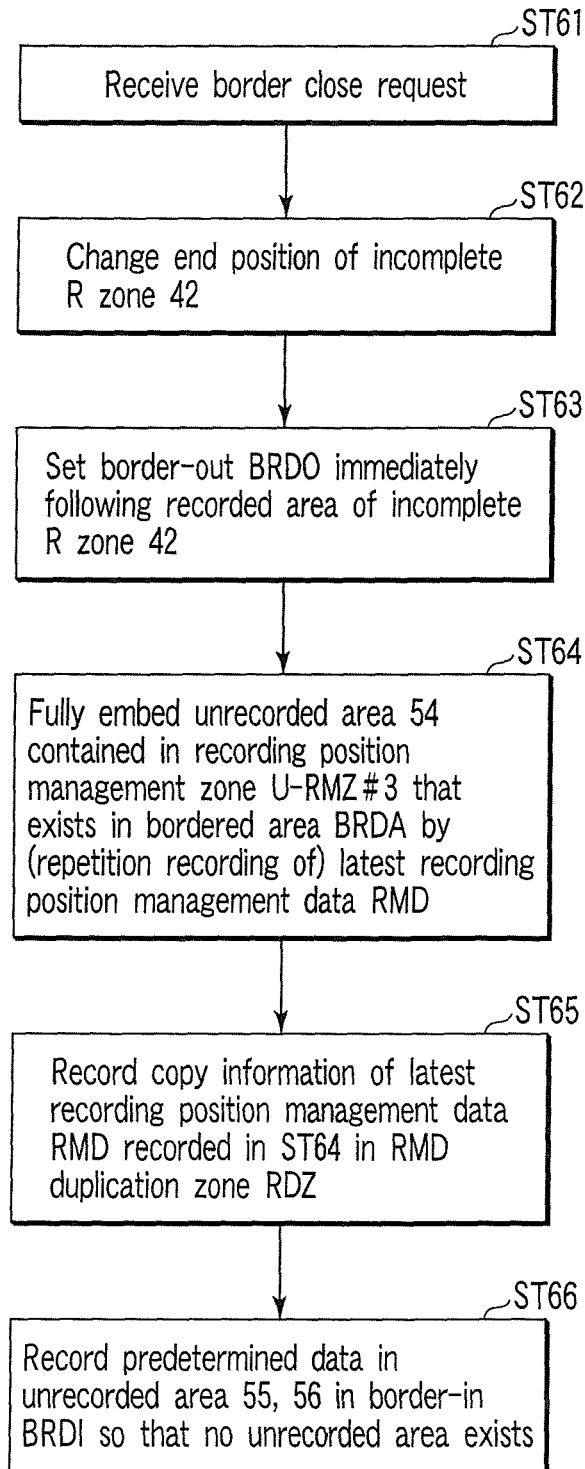 ST61
Receive border close request
ST62
Change end position of incomplete
R zone 42
ST63
Set border-out BRDO immediately
following recorded area of incomplete
R zone 42
ST64
Fully embed unrecorded area 54
contained in recording position
management zone U-RMZ#3 that
exists in bordered area BRDA by
(repetition recording of) latest recording
position management data RMD
ST65
Record copy information of latest
recording position management data
RMD recorded in ST64 in RMD
duplication zone RDZ
ST66
Record predetermined data in
unrecorded area 55, 56 in border-in
BRDI so that no unrecorded area exists